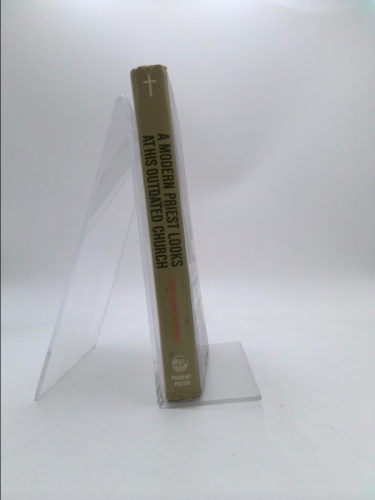 A MODERN PRIEST LOOKS
AT HIS OUTDATED CHURCH
TRIDENT
PRESS